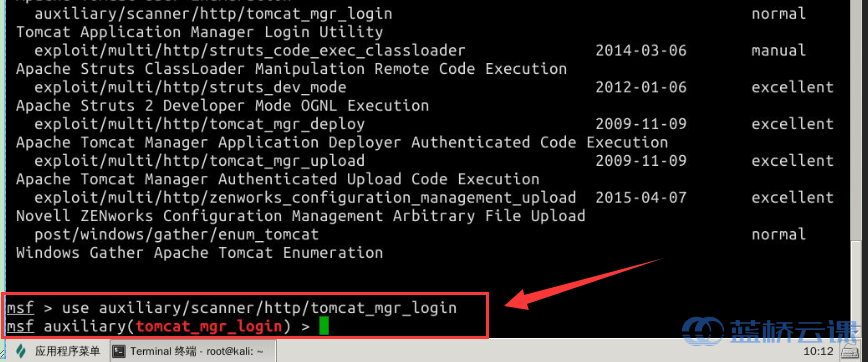 auxiliary/scanner/http/tomcat_mgr_login normal
Tomcat Application Manager Login Utility
exploit/multi/http/struts_code_exec_classloader 2014-03-06 manual
Apache Struts ClassLoader Manipulation Remote Code Execution
exploit/multi/http/struts_dev_mode 2012-01-06 excellent
Apache Struts 2 Developer Mode OGNL Execution
exploit/multi/http/tomcat_mgr_deploy 2009-11-09 excellent
Apache Tomcat Manager Application Deployer Authenticated Code Execution
exploit/multi/http/tomcat_mgr_upload 2009-11-09 excellent
Apache Tomcat Manager Authenticated Upload Code Execution
exploit/multi/http/zenworks_configuration_management_upload 2015-04-07 excellent
Novell ZENworks Configuration Management Arbitrary File Upload
post/windows/gather/enum_tomcat normal
Windows Gather Apache Tomcat Enumeration
msf > use auxiliary/scanner/http/tomcat_mgr_login
msf auxiliary(tomcat_mgr_login) >
蓝桥云课
应用程序菜单 Terminal 终端 - root@kali: ~ 10:12